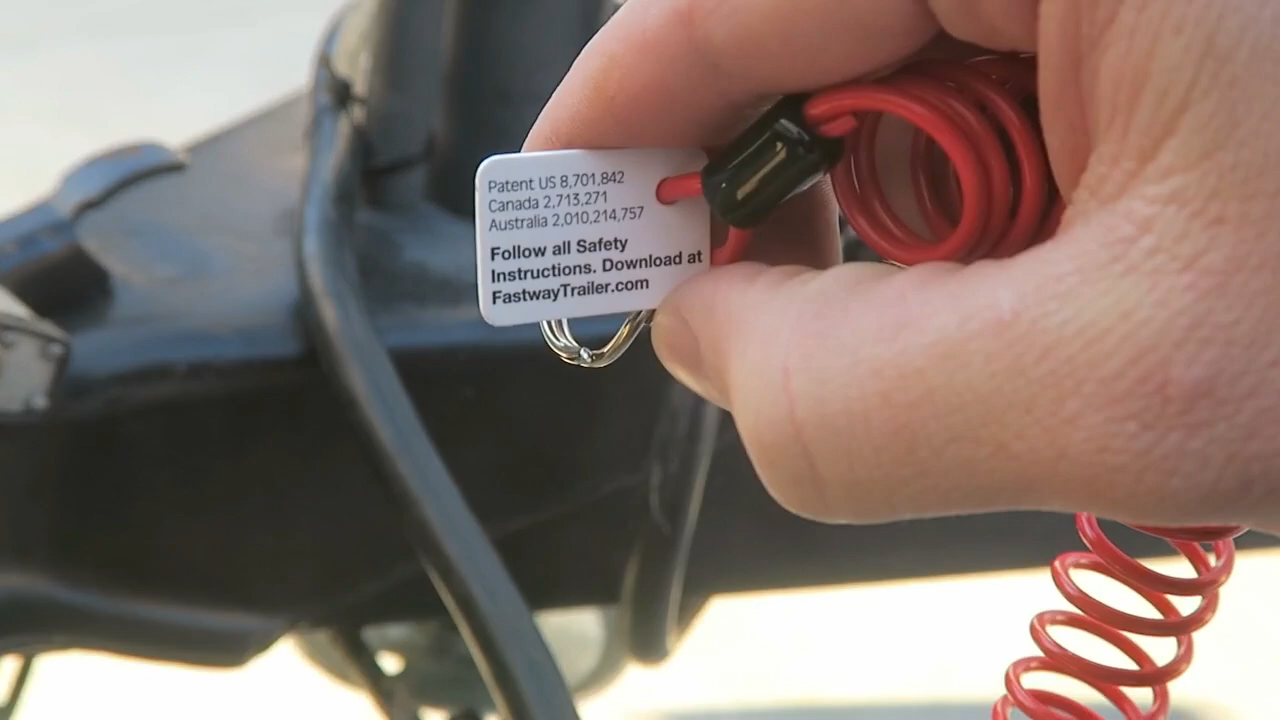 Patent US 8,701,842
Canada 2,713,271
Australia 2,010,214,757
Follow all Safety
Instructions. Download at
FastwayTrailer.com